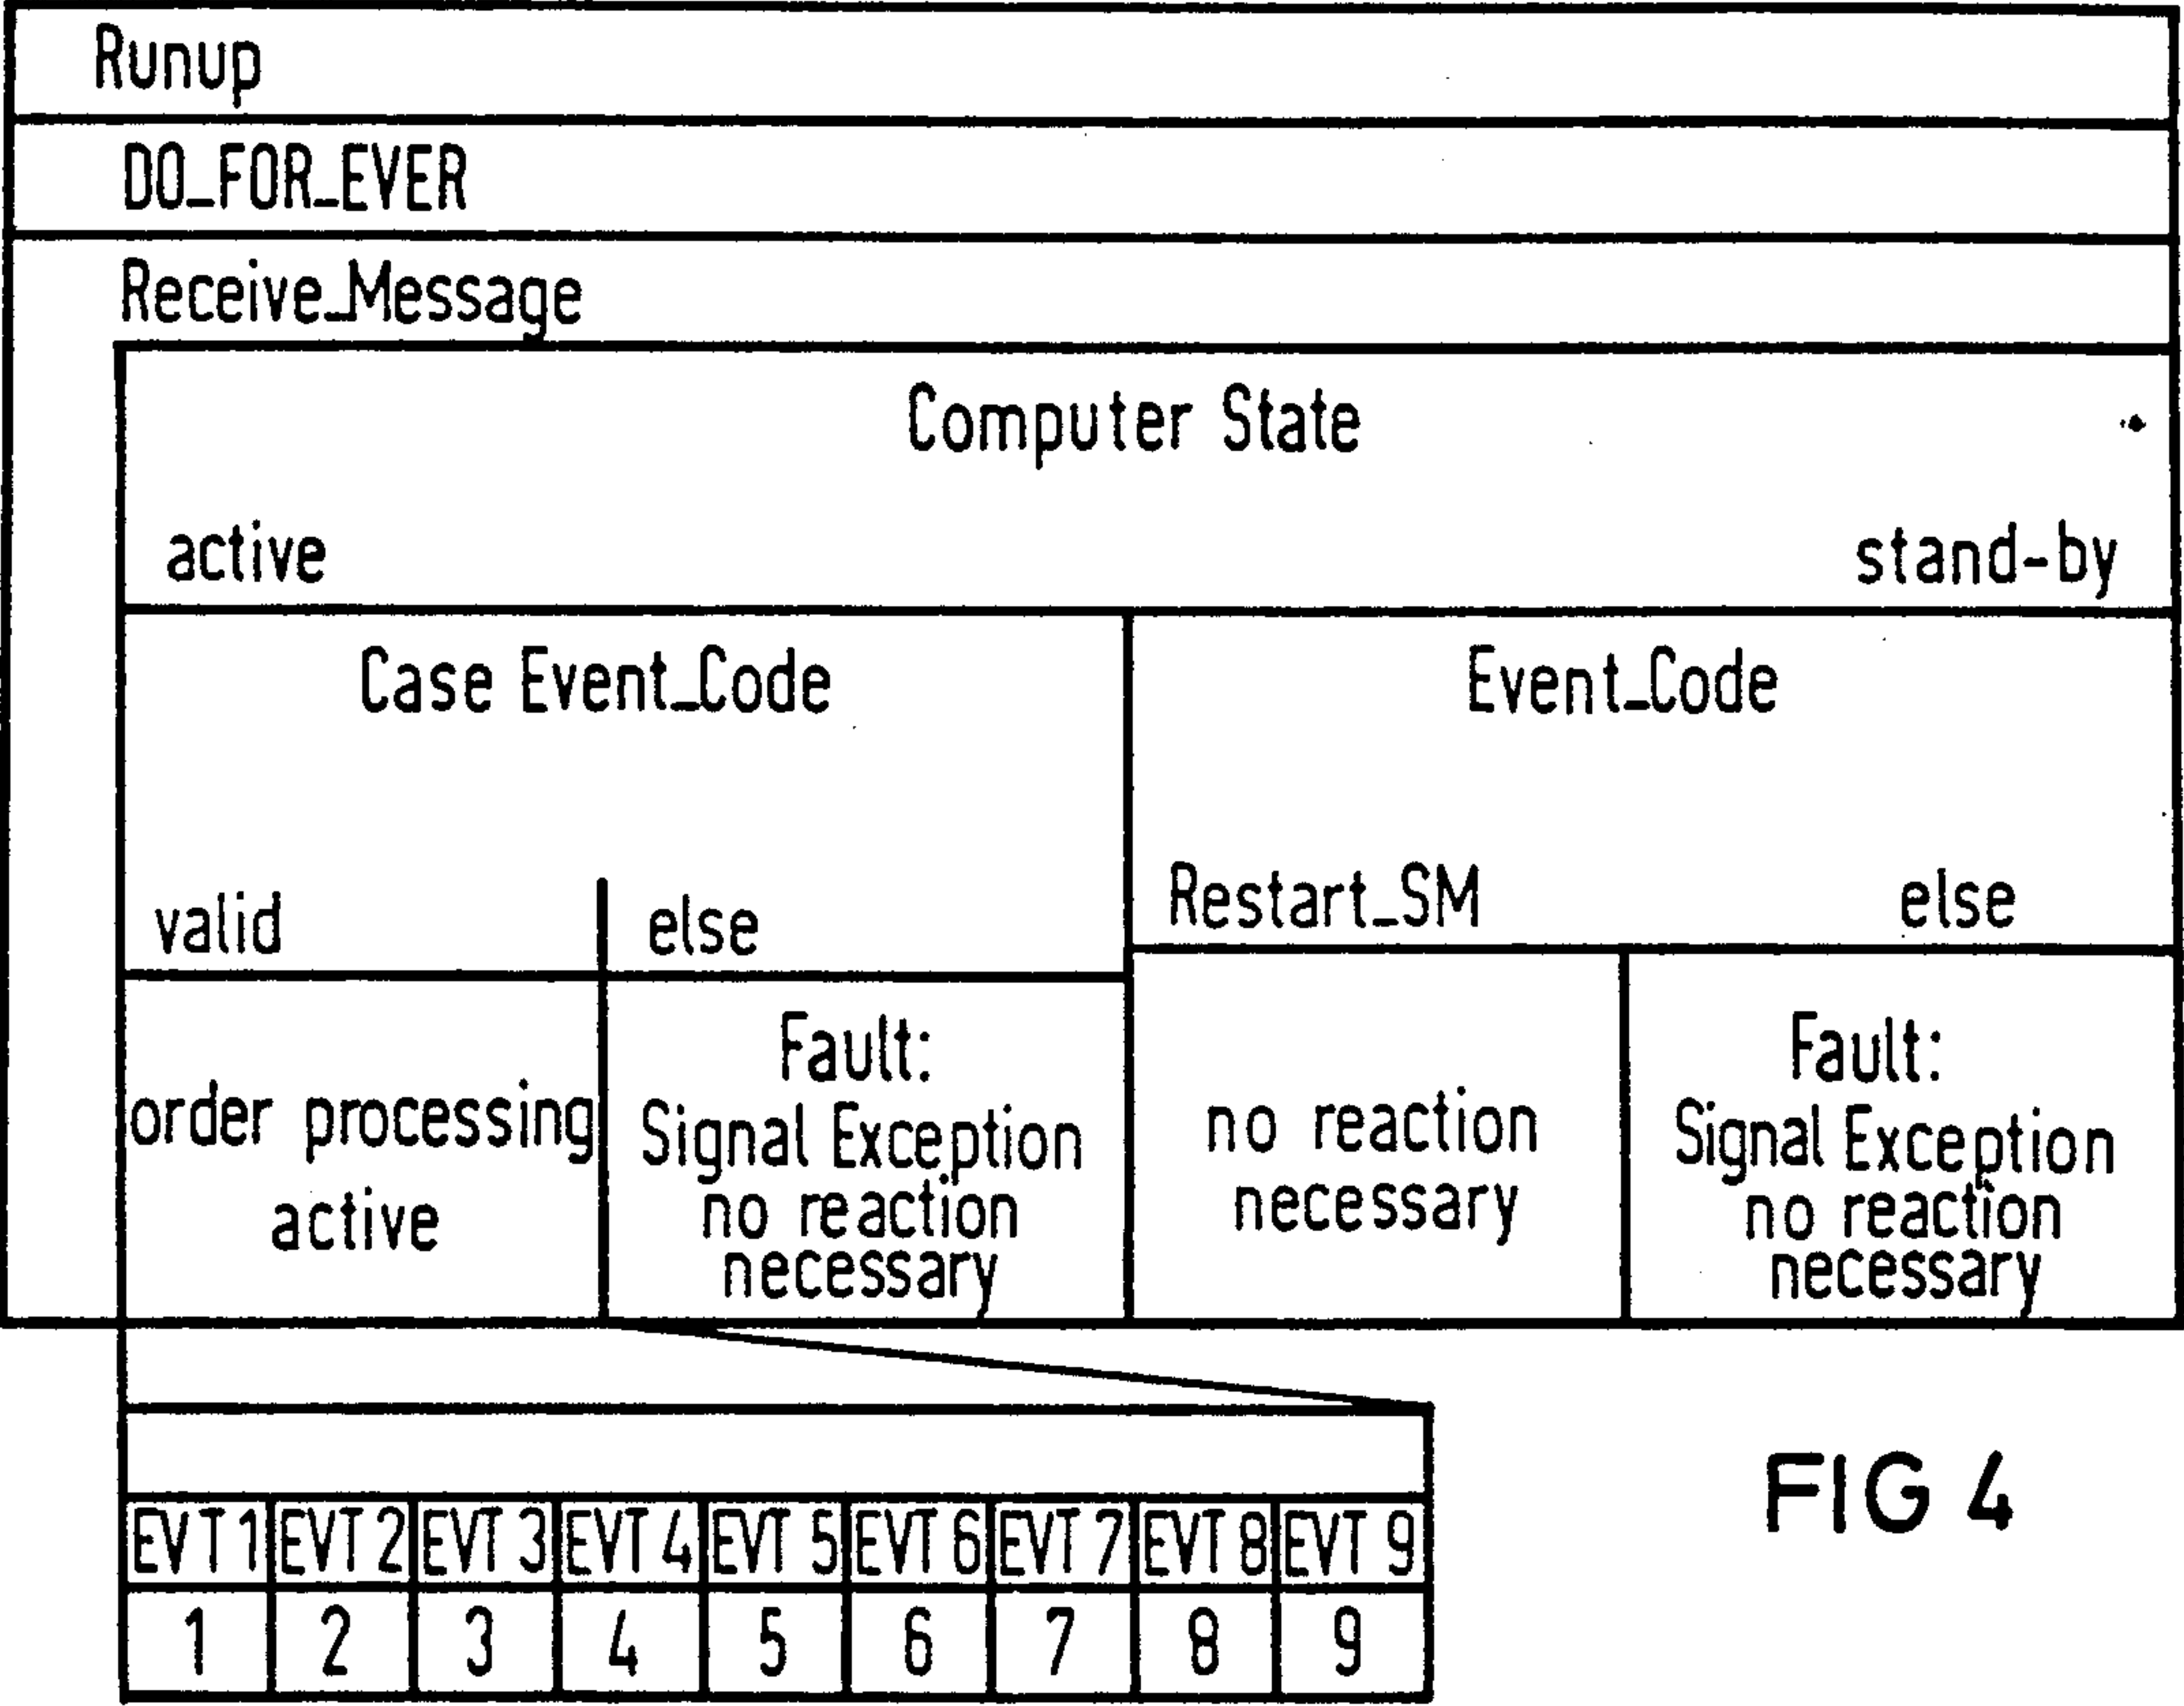 Runup
DO_FOR_EVER
Receive_Message
Computer State
active
stand-by
Case Event_Code
Event_Code
valid
else
Restart_SM
else
order processing
active
Fault:
Signal Exception
no reaction
necessary
no reaction
necessary
Fault:
Signal Exception
no reaction
necessary
EVT 1 EVT 2 EVT 3 EVT 4 EVT 5 EVT 6 EVT 7 EVT 8 EVT 9
1 2 3 4 5 6 7 8 9
FIG 4